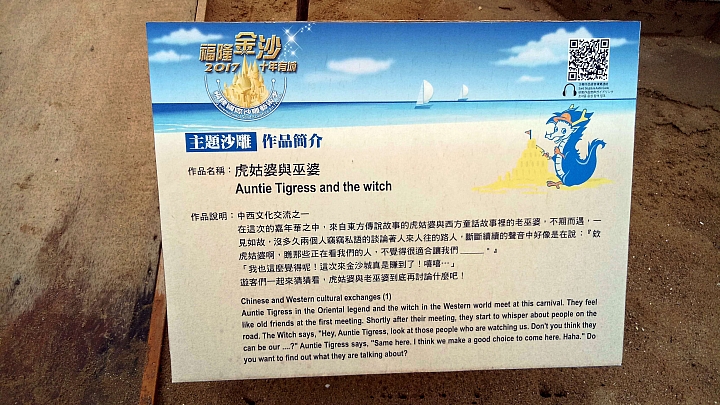 福隆金沙
2017十年有成
主題沙雕 作品簡介
作品名稱：虎姑婆與巫婆
Auntie Tigress and the witch
作品說明：中西文化交流之一
在這次的嘉年華之中，來自東方傳說故事的虎姑婆與西方童話故事裡的老巫婆，不期而遇，一
見如故，沒多久兩個人竊竊私語的談論著人來人往的路人，斷斷續續的聲音中好像是在說：『欸
虎姑婆啊，瞧那些正在看我們的人，不覺得很適合讓我們＿＿＿。』
「我也這麼覺得呢！這次來金沙城真是賺到了！嘻嘻…」
遊客們一起來猜猜看，虎姑婆與老巫婆到底再討論什麼吧！
Chinese and Western cultural exchanges (1)
Auntie Tigress in the Oriental legend and the witch in the Western world meet at this carnival. They feel
like old friends at the first meeting. Shortly after their meeting, they start to whisper about people on the
road. The Witch says, "Hey, Auntie Tigress, look at those people who are watching us. Don't you think they
can be our ....?" Auntie Tigress says, "Same here. I think we make a good choice to come here. Haha." Do
you want to find out what they are talking about?